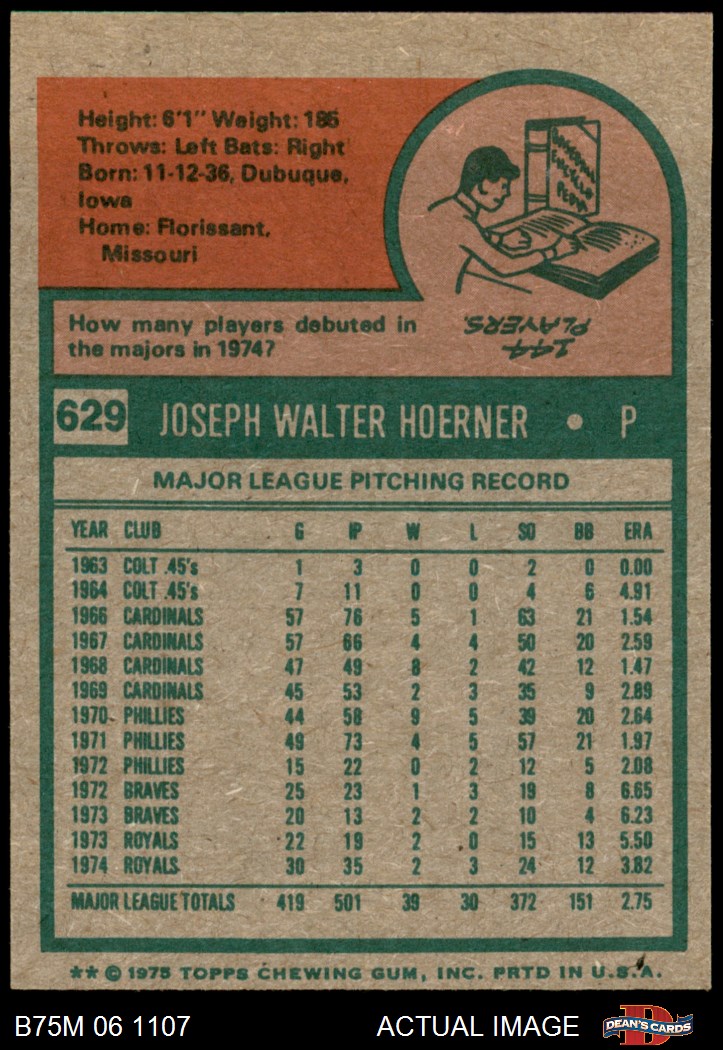 Height: 6'1" Weight: 185
Throws: Left Bats: Right
Born: 11-12-36, Dubuque,
Iowa
Home: Florissant,
Missouri
BASEBALL
ENCYCLO
PEDIA
How many players debuted in
the majors in 1974?
144
PLAYERS.
629 JOSEPH WALTER HOERNER • P
MAJOR LEAGUE PITCHING RECORD
YEAR CLUB G IP W L SO BB ERA
1963 COLT .45's 1 3 0 0 2 0 0.00
1964 COLT .45's 7 11 0 0 4 6 4.91
1966 CARDINALS 57 76 5 1 63 21 1.54
1967 CARDINALS 57 66 4 4 50 20 2.59
1968 CARDINALS 47 49 8 2 42 12 1.47
1969 CARDINALS 45 53 2 3 35 9 2.89
1970 PHILLIES 44 58 9 5 39 20 2.64
1971 PHILLIES 49 73 4 5 57 21 1.97
1972 PHILLIES 15 22 0 2 12 5 2.08
1972 BRAVES 25 23 1 3 19 8 6.65
1973 BRAVES 20 13 2 2 10 4 6.23
1973 ROYALS 22 19 2 0 15 13 5.50
1974 ROYALS 30 35 2 3 24 12 3.82
MAJOR LEAGUE TOTALS 419 501 39 30 372 151 2.75
** © 1975 TOPPS CHEWING GUM, INC. PRTD IN U.S.A.
B75M 06 1107 ACTUAL IMAGE
D
DEAN'S CARDS